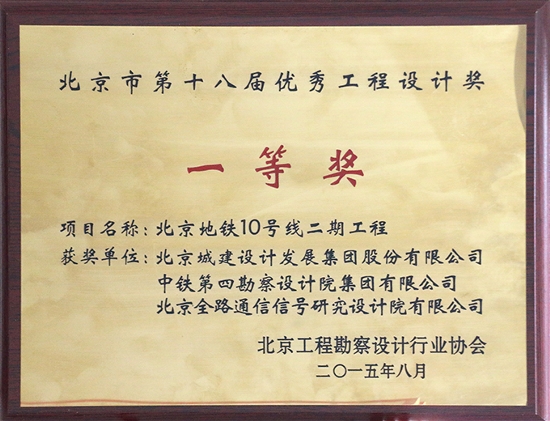 北京市第十八届优秀工程设计奖
一等奖
项目名称：北京地铁10号线二期工程
获奖单位：北京城建设计发展集团股份有限公司
中铁第四勘察设计院集团有限公司
北京全路通信信号研究设计院有限公司
北京工程勘察设计行业协会
二〇一五年八月